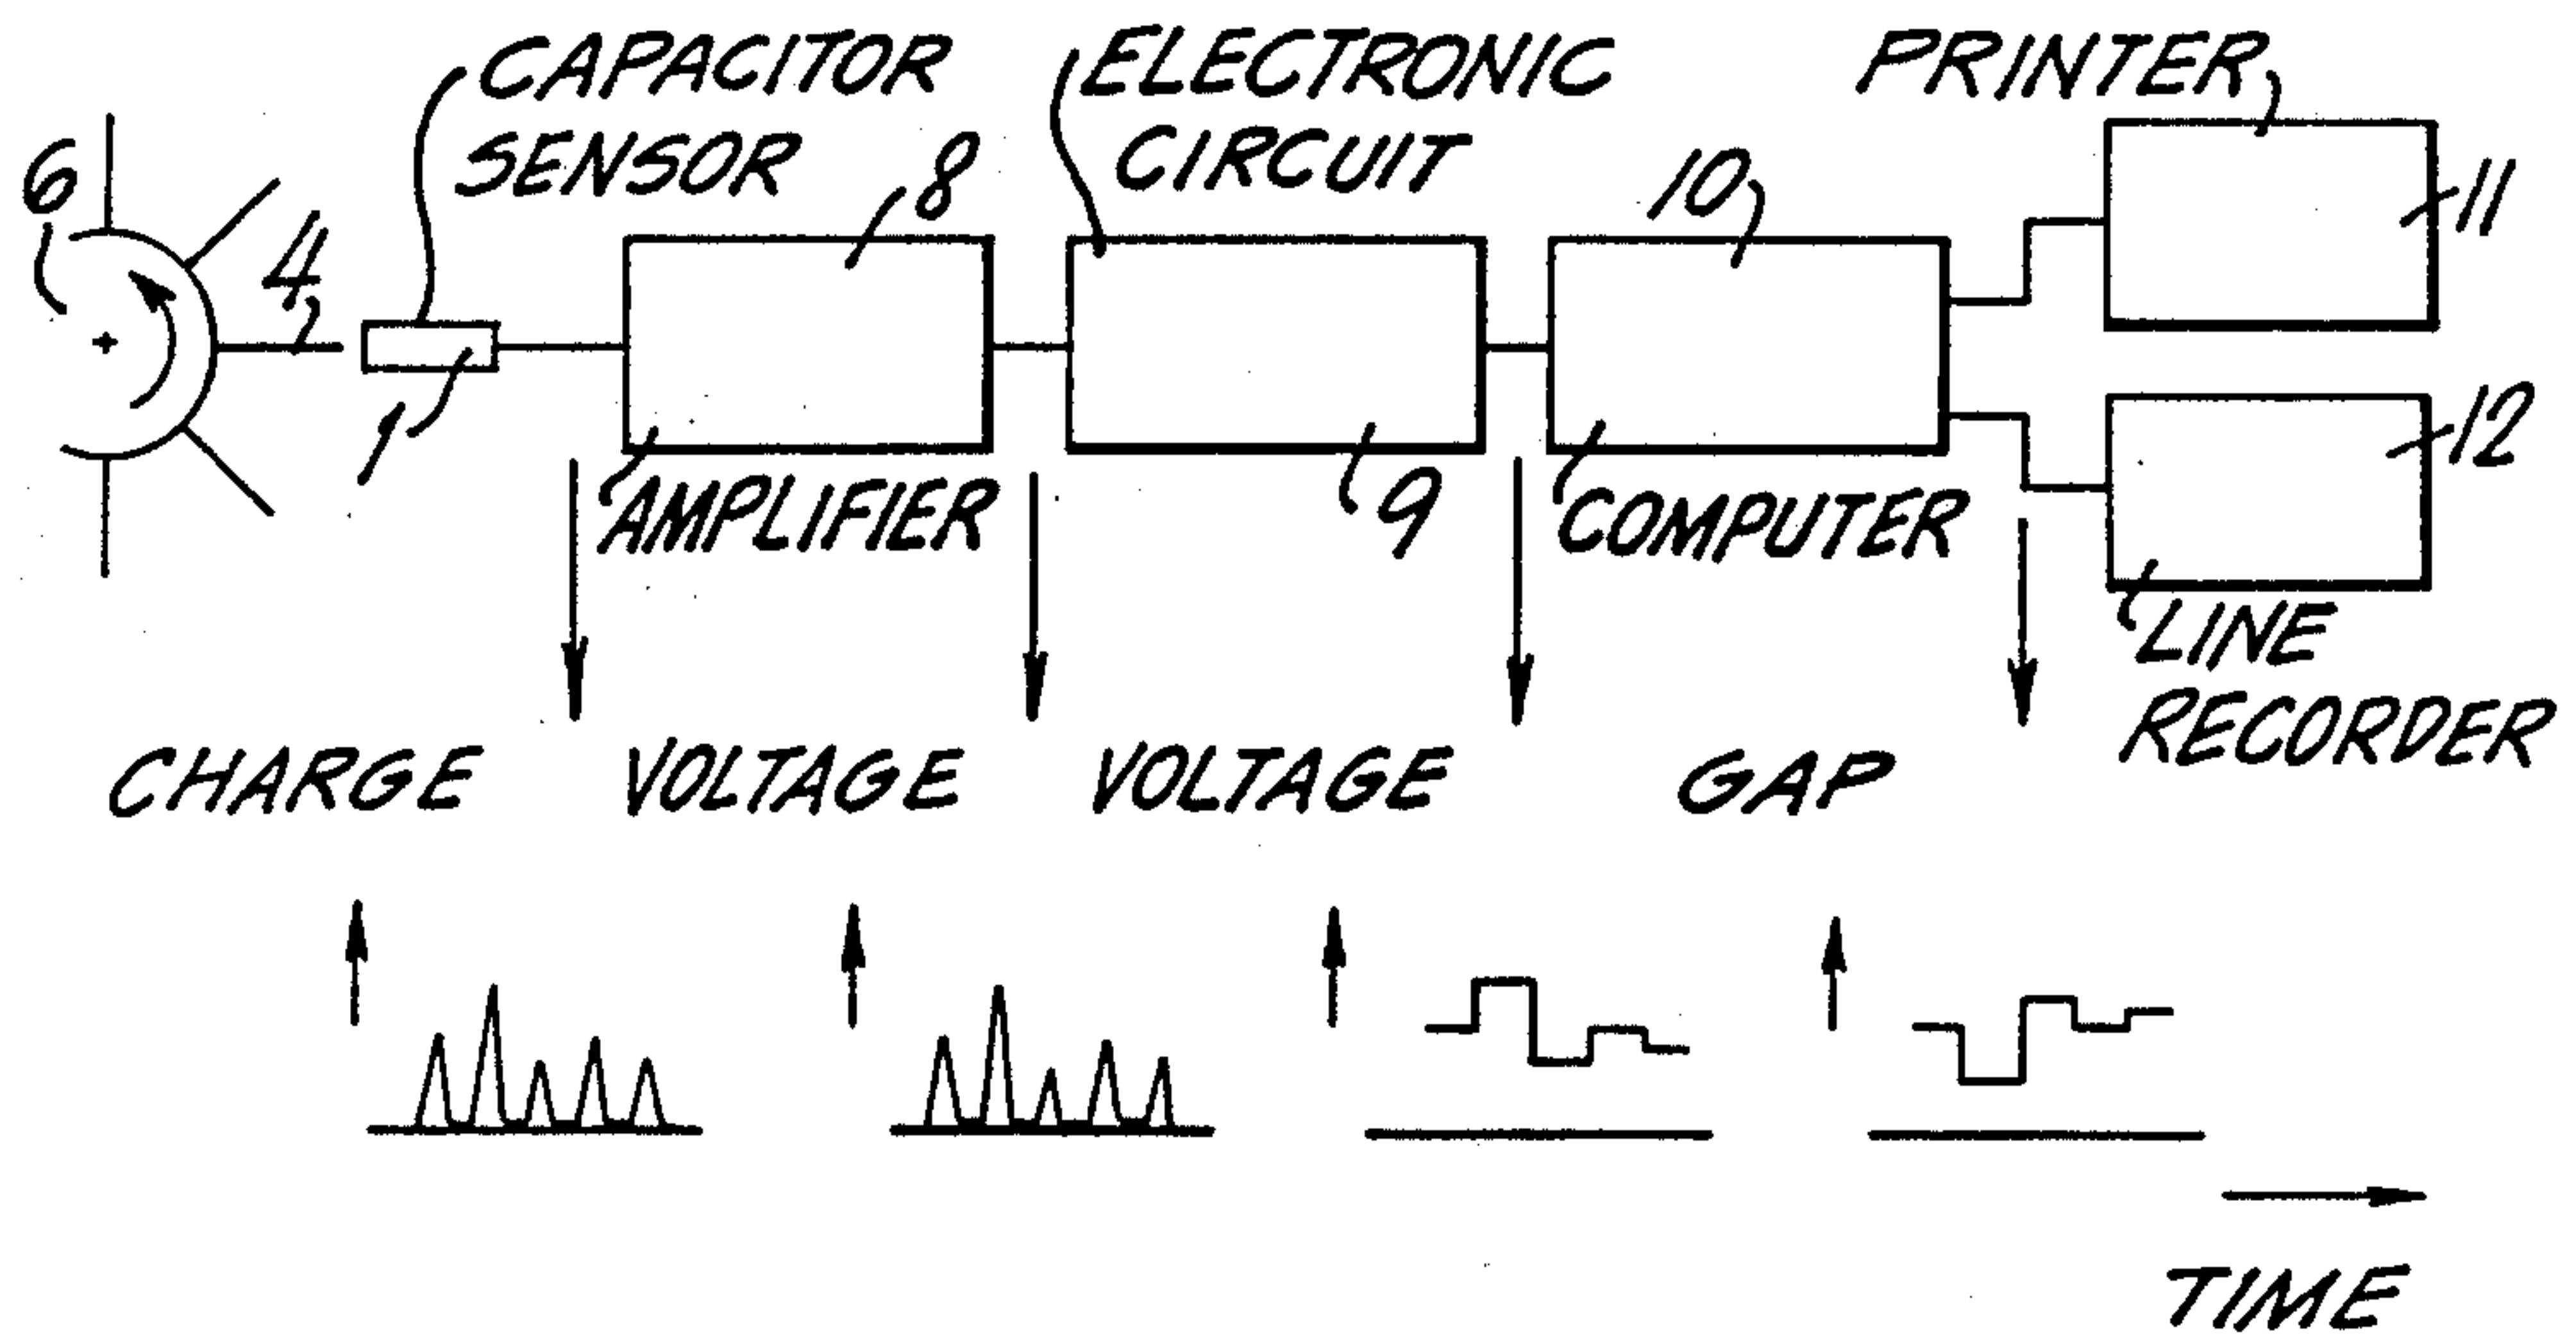 CAPACITOR
SENSOR
ELECTRONIC
CIRCUIT
PRINTER
6
4
8
10
11
1
AMPLIFIER
9
COMPUTER
12
LINE
RECORDER
CHARGE
VOLTAGE
VOLTAGE
GAP
TIME